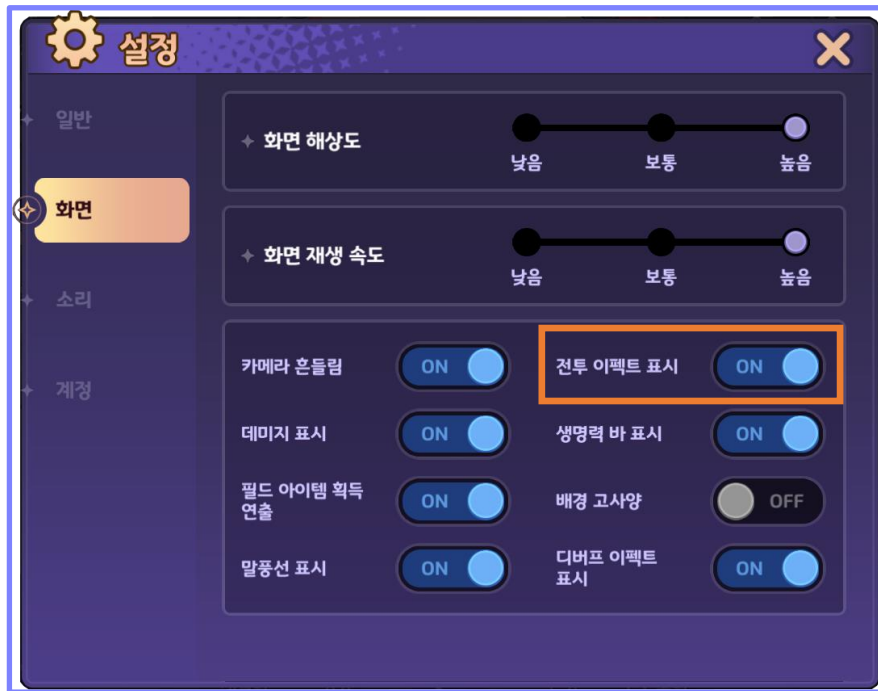 설정
일반
화면
소리
계정
화면 해상도
낮음 보통 높음
화면 재생 속도
낮음 보통 높음
카메라 흔들림 ON 전투 이펙트 표시 ON
데미지 표시 ON 생명력 바 표시 ON
필드 아이템 획득
연출 ON 배경 고사양 OFF
말풍선 표시 ON 디버프 이펙트
표시 ON